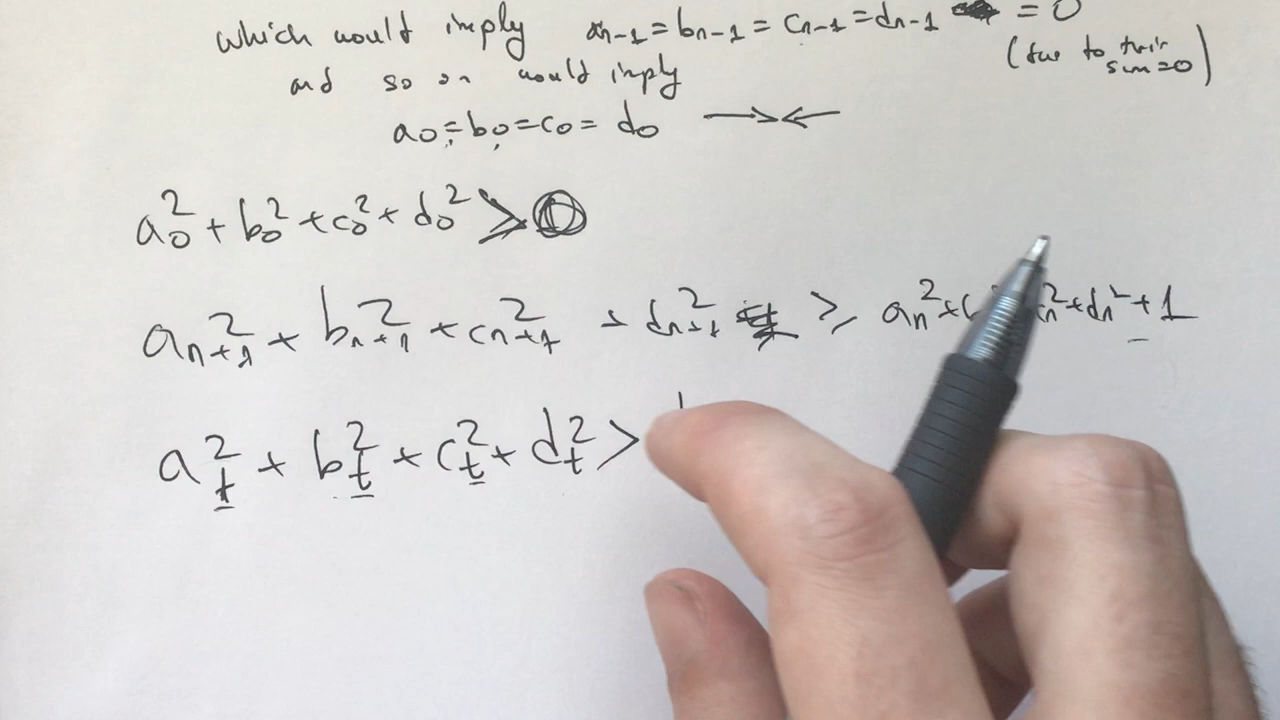 which would imply aₙ₋₁ = bₙ₋₁ = cₙ₋₁ = dₙ₋₁ = 0
(due to their sum=0)
and so on would imply
a₀ = b₀ = c₀ = d₀ →←
a₀² + b₀² + c₀² + d₀² >
aₙ₊₁² + bₙ₊₁² + cₙ₊₁² + dₙ₊₁² ≥ aₙ² + dₙ² + 1
aₜ² + bₜ² + cₜ² + dₜ² >